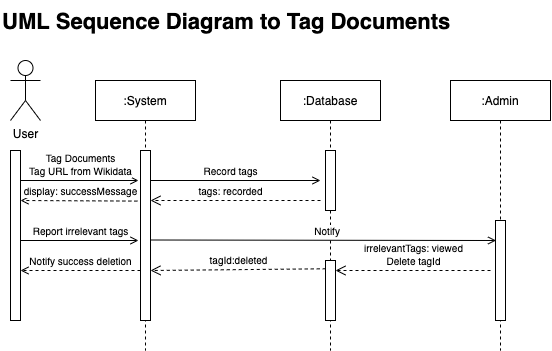 UML Sequence Diagram to Tag Documents
:System
:Database
:Admin
User
Tag Documents
Tag URL from Wikidata
Record tags
display: successMessage
tags: recorded
Report irrelevant tags
Notify
irrelevantTags: viewed
Notify success deletion
tagId:deleted
Delete tagId